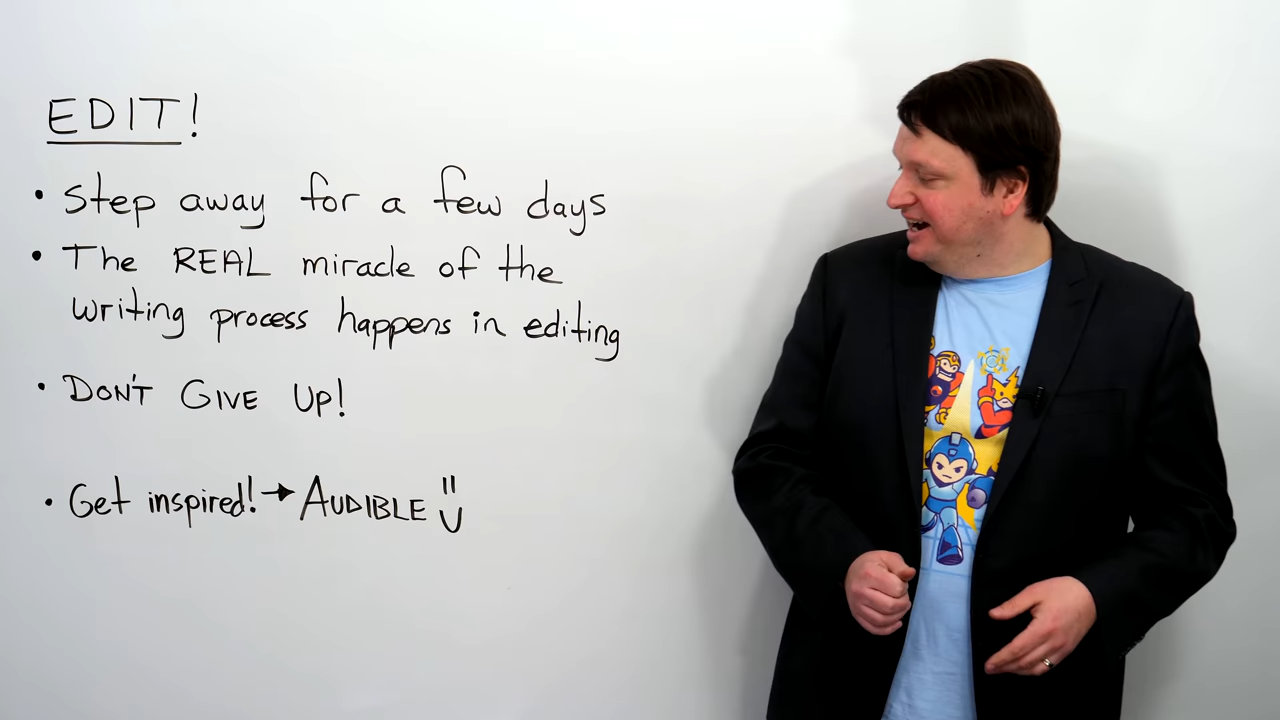 EDIT!
• Step away for a few days
• The REAL miracle of the
writing process happens in editing
• DON'T GIVE UP!
• Get inspired! → AUDIBLE